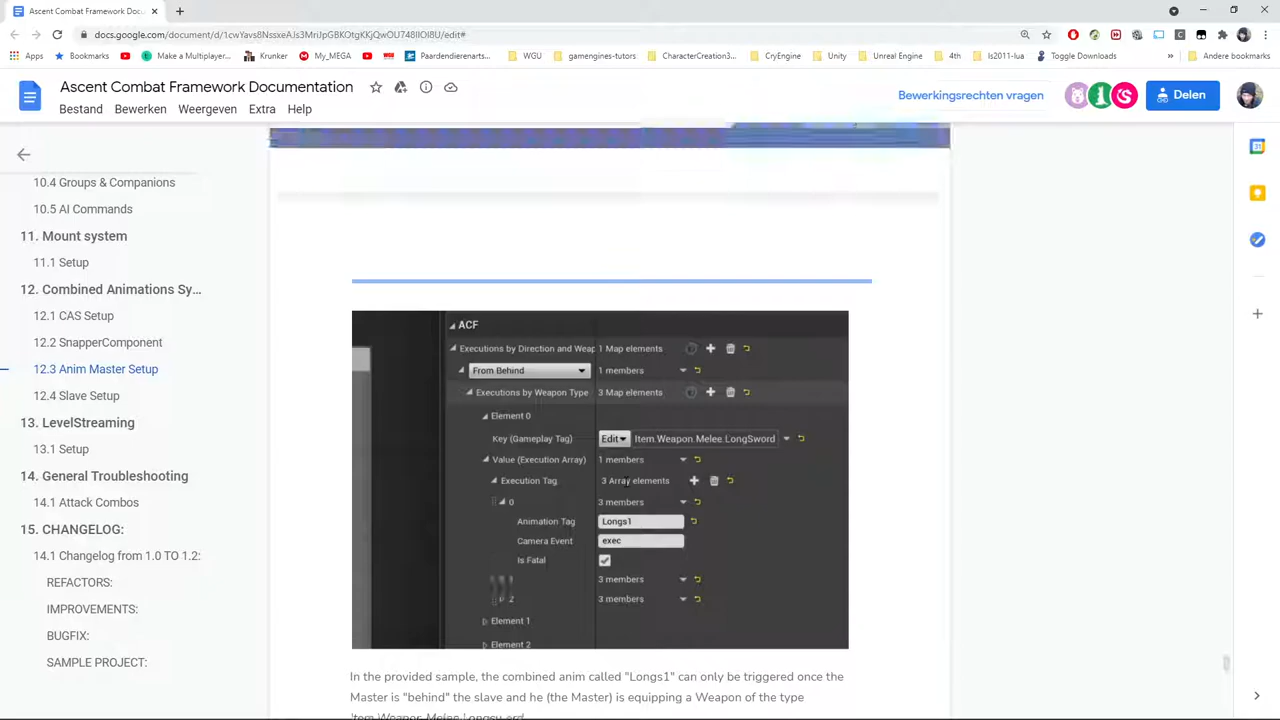 Ascent Combat Framework Documentation
docs.google.com/document/d/1cwYavs8NssxeAJs3MriJpGBKOtgKKjQwOU748IIOI8U/edit#
Apps
Bookmarks
Make a Multiplayer...
Krunker
My_MEGA
Paardendierenarts...
WGU
gamengines-tutors
CharacterCreation3...
CryEngine
Unity
Unreal Engine
4th
ls2011-lua
Toggle Downloads
Andere bookmarks
Ascent Combat Framework Documentation
Bestand
Bewerken
Weergeven
Extra
Help
Bewerkingsrechten vragen
Delen
10.4 Groups & Companions
10.5 AI Commands
11. Mount system
11.1 Setup
12. Combined Animations Sy...
12.1 CAS Setup
12.2 SnapperComponent
12.3 Anim Master Setup
12.4 Slave Setup
13. LevelStreaming
13.1 Setup
14. General Troubleshooting
14.1 Attack Combos
15. CHANGELOG:
14.1 Changelog from 1.0 TO 1.2:
REFACTORS:
IMPROVEMENTS:
BUGFIX:
SAMPLE PROJECT:
ACF
Executions by Direction and Weap 1 Map elements
From Behind 1 members
Executions by Weapon Type 3 Map elements
Element 0
Key (Gameplay Tag) Edit Item.Weapon.Melee.LongSword
Value (Execution Array) 1 members
Execution Tag 3 Array elements
0 3 members
Animation Tag Longs1
Camera Event exec
Is Fatal
3 members
2 3 members
Element 1
Element 2
In the provided sample, the combined anim called "Longs1" can only be triggered once the
Master is "behind" the slave and he (the Master) is equipping a Weapon of the type